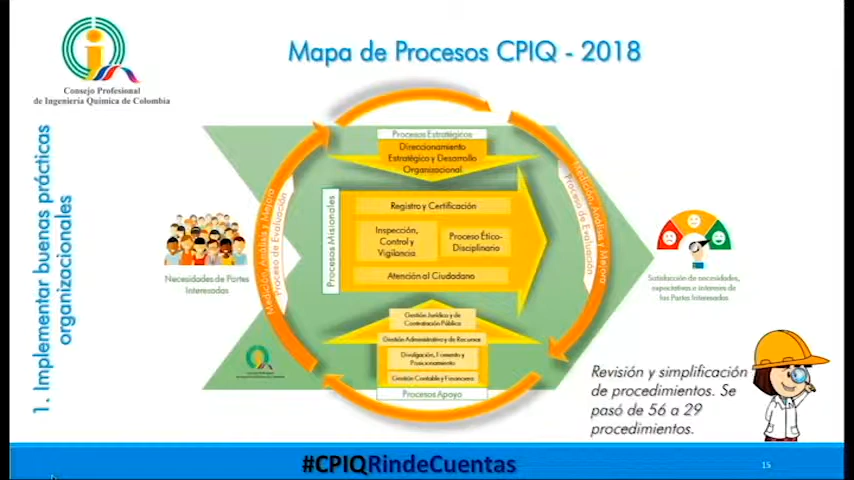 Consejo Profesional
de Ingeniería Química de Colombia
Mapa de Procesos CPIQ - 2018
1. Implementar buenas prácticas
organizacionales
Procesos Estratégicos
Direccionamiento
Estratégico y Desarrollo
Organizacional
Medición, Análisis y Mejora
Proceso de Evaluación
Procesos Misionales
Registro y Certificación
Inspección,
Control y
Vigilancia
Proceso Ético-
Disciplinario
Atención al Ciudadano
Medición, Análisis y Mejora
Proceso de Evaluación
Necesidades de Partes
Interesadas
Satisfacción de necesidades,
expectativas e intereses de
las Partes Interesadas
Gestión Jurídica y de
Contratación Pública
Gestión Administrativa y de Recursos
Divulgación, Fomento y
Posicionamiento
Gestión Contable y Financiera
Procesos Apoyo
Revisión y simplificación
de procedimientos. Se
pasó de 56 a 29
procedimientos.
#CPIQRindeCuentas
15